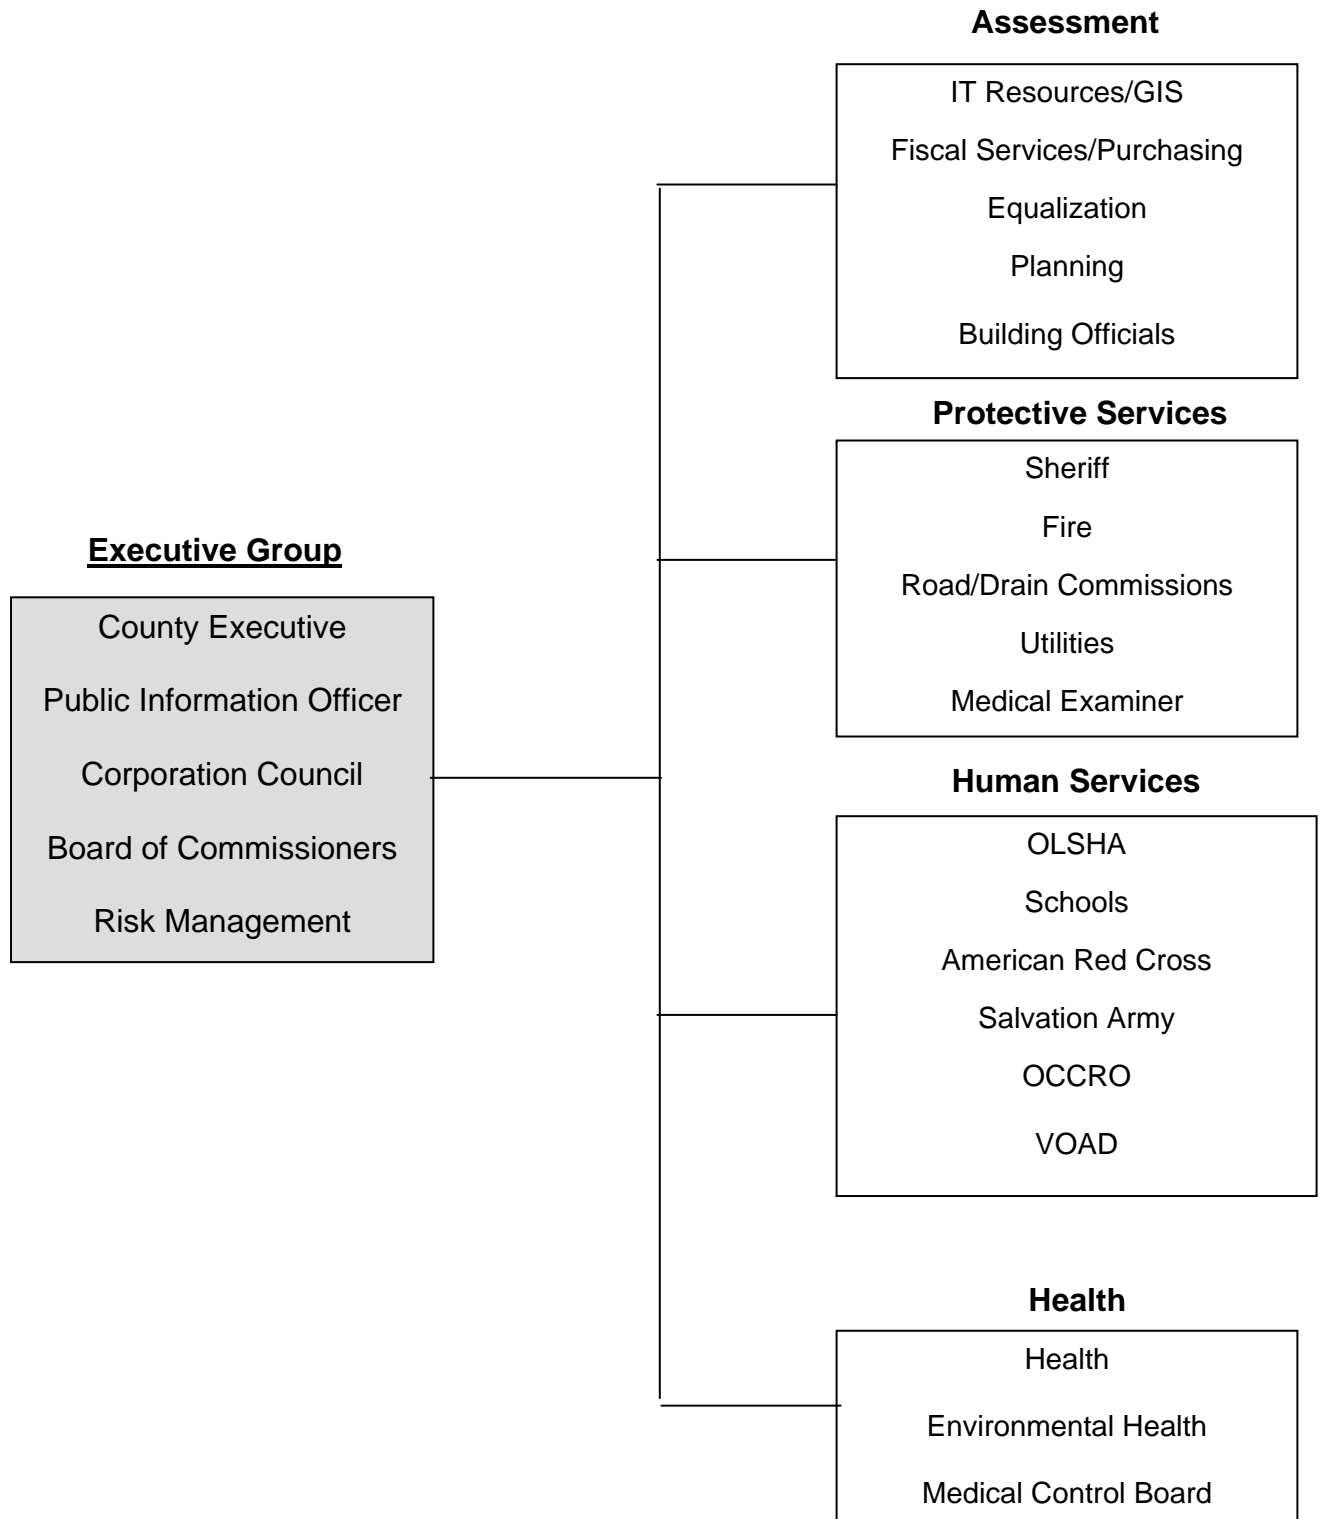 Assessment
IT Resources/GIS
Fiscal Services/Purchasing
Equalization
Planning
Building Officials
Protective Services
Sheriff
Fire
Road/Drain Commissions
Utilities
Medical Examiner
Executive Group
County Executive
Public Information Officer
Corporation Council
Board of Commissioners
Risk Management
Human Services
OLSHA
Schools
American Red Cross
Salvation Army
OCCRO
VOAD
Health
Health
Environmental Health
Medical Control Board